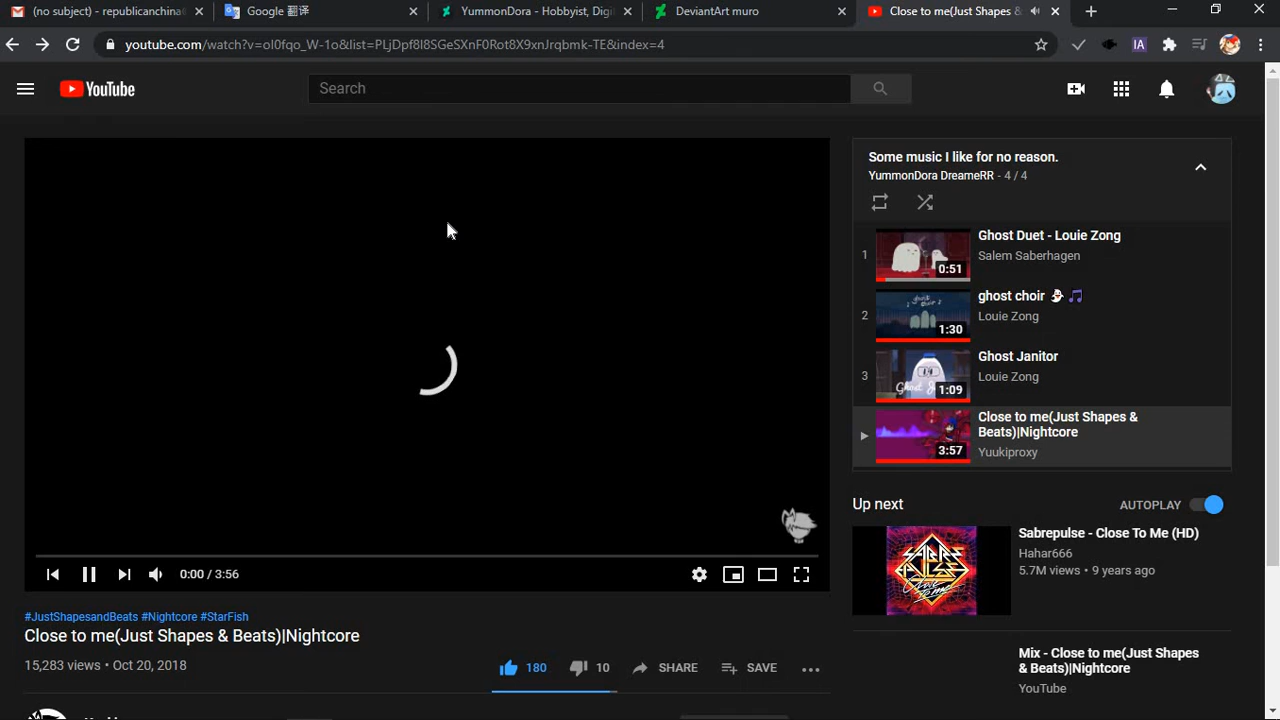 (no subject) - republicanchina
Google 翻译
YummonDora - Hobbyist, Digi
DeviantArt muro
Close to me(Just Shapes &
youtube.com/watch?v=ol0fqo_W-1o&list=PLjDpf8I8SGeSXnF0Rot8X9xnJrqbmk-TE&index=4
IA
YouTube
Search
Some music I like for no reason.
YummonDora DreameRR - 4 / 4
1
0:51
Ghost Duet - Louie Zong
Salem Saberhagen
2
1:30
ghost choir 👻🎵
Louie Zong
3
1:09
Ghost Janitor
Louie Zong
3:57
Close to me(Just Shapes &
Beats)|Nightcore
Yuukiproxy
Up next
AUTOPLAY
Sabrepulse - Close To Me (HD)
Hahar666
5.7M views • 9 years ago
Mix - Close to me(Just Shapes
& Beats)|Nightcore
YouTube
0:00 / 3:56
#JustShapesandBeats #Nightcore #StarFish
Close to me(Just Shapes & Beats)|Nightcore
15,283 views • Oct 20, 2018
180
10
SHARE
SAVE